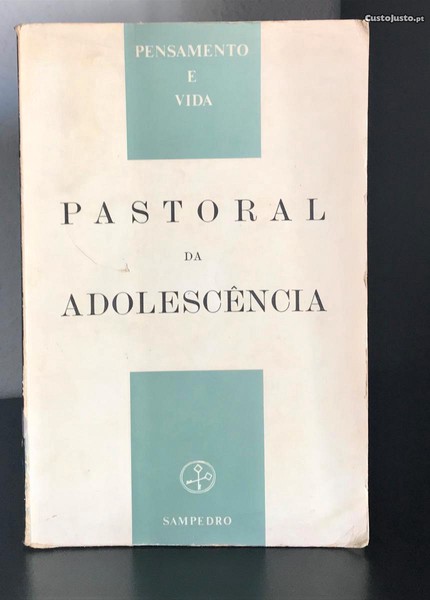 CustoJusto.pt
PENSAMENTO
E
VIDA
PASTORAL
DA
ADOLESCÊNCIA
SAMPEDRO